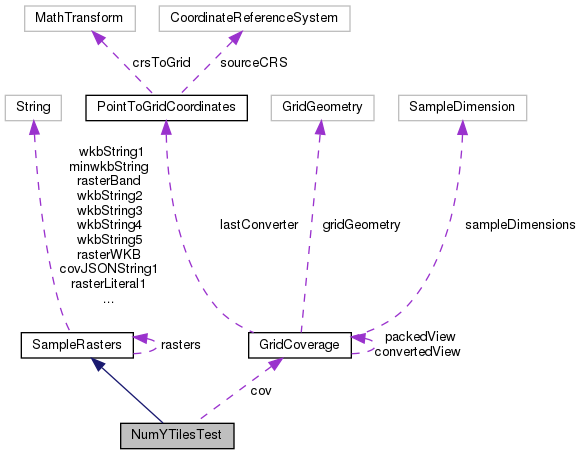 MathTransform
CoordinateReferenceSystem
crsToGrid
sourceCRS
String
PointToGridCoordinates
GridGeometry
SampleDimension
wkbString1
minwkbString
rasterBand
wkbString2
wkbString3
wkbString4
wkbString5
rasterWKB
covJSONString1
rasterLiteral1
...
lastConverter
gridGeometry
sampleDimensions
SampleRasters
rasters
GridCoverage
packedView
convertedView
cov
NumYTilesTest